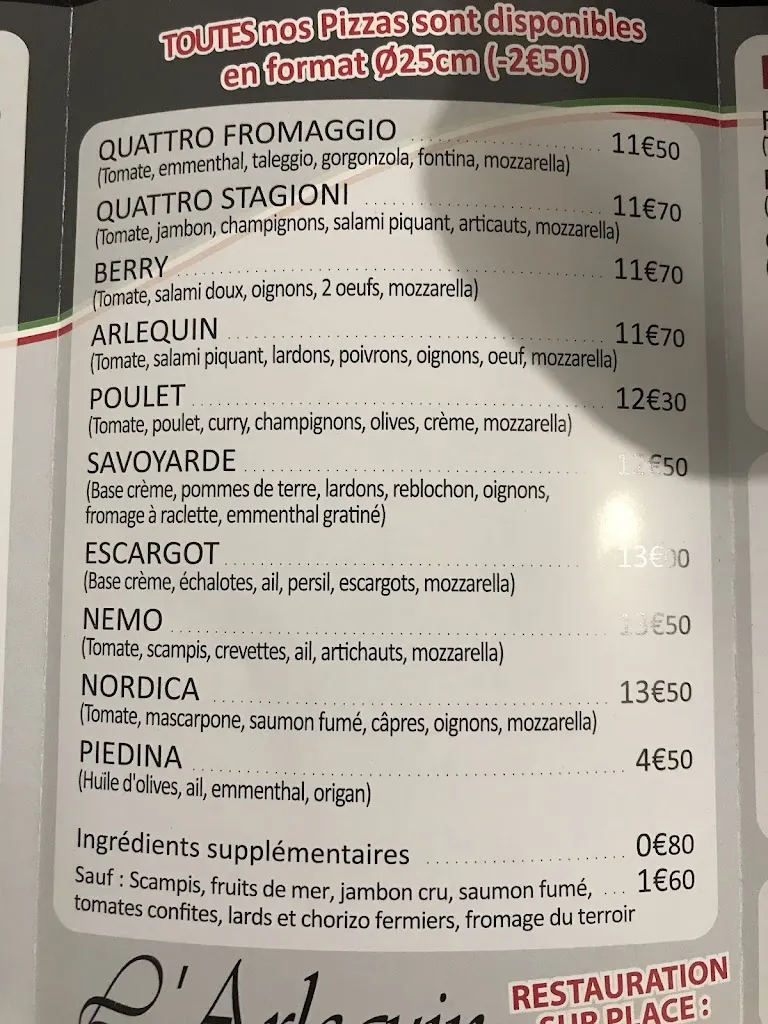 TOUTES nos Pizzas sont disponibles
en format Ø25cm (-2€50)
QUATTRO FROMAGGIO 11€50
(Tomate, emmenthal, taleggio, gorgonzola, fontina, mozzarella)
QUATTRO STAGIONI 11€70
(Tomate, jambon, champignons, salami piquant, articauts, mozzarella)
BERRY 11€70
(Tomate, salami doux, oignons, 2 oeufs, mozzarella)
ARLEQUIN 11€70
(Tomate, salami piquant, lardons, poivrons, oignons, oeuf, mozzarella)
POULET 12€30
(Tomate, poulet, curry, champignons, olives, crème, mozzarella)
SAVOYARDE
(Base crème, pommes de terre, lardons, reblochon, oignons,
fromage à raclette, emmenthal gratiné)
ESCARGOT 13€00
(Base crème, échalotes, ail, persil, escargots, mozzarella)
NEMO 13€50
(Tomate, scampis, crevettes, ail, artichauts, mozzarella)
NORDICA 13€50
(Tomate, mascarpone, saumon fumé, câpres, oignons, mozzarella)
PIEDINA 4€50
(Huile d'olives, ail, emmenthal, origan)
Ingrédients supplémentaires 0€80
Sauf : Scampis, fruits de mer, jambon cru, saumon fumé, ... 1€60
tomates confites, lards et chorizo fermiers, fromage du terroir
L'Arlequin
RESTAURATION
SUR PLACE :